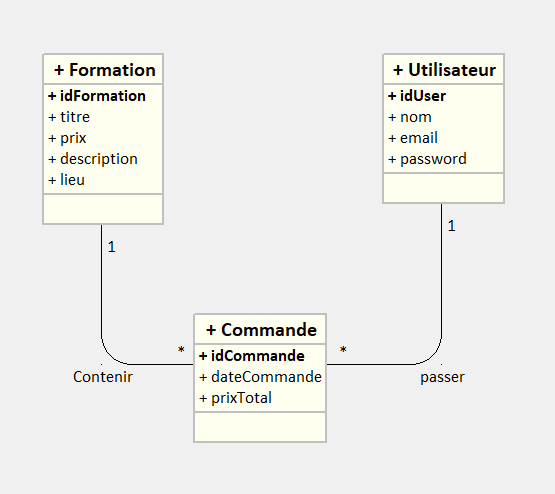 + Formation
+ idFormation
+ titre
+ prix
+ description
+ lieu
+ Utilisateur
+ idUser
+ nom
+ email
+ password
1
1
+ Commande
+ idCommande
+ dateCommande
+ prixTotal
*
*
Contenir
passer